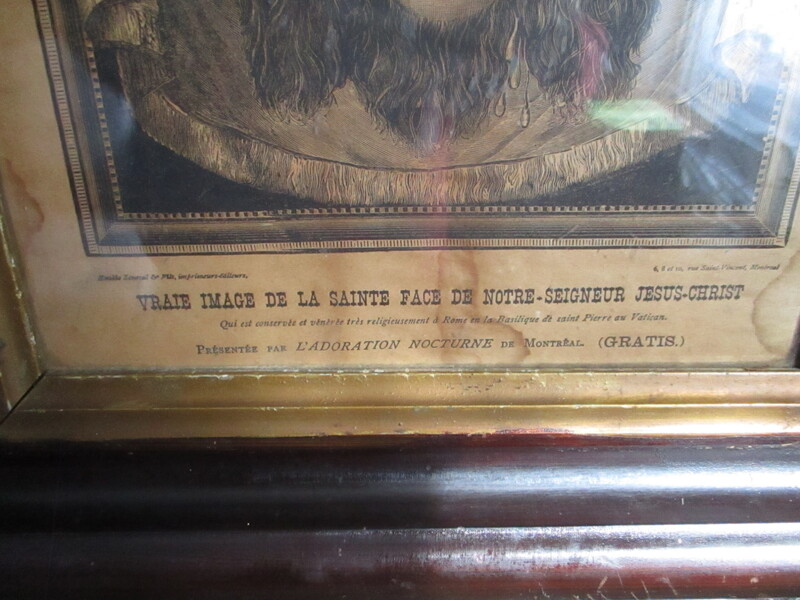 Eusèbe Senécal & Fils, imprimeurs-éditeurs,
6, 8 et 10, rue Saint-Vincent, Montréal
VRAIE IMAGE DE LA SAINTE FACE DE NOTRE-SEIGNEUR JESUS-CHRIST
Qui est conservée et vénérée très religieusement à Rome en la Basilique de saint Pierre au Vatican.
PRÉSENTÉE PAR L'ADORATION NOCTURNE DE MONTRÉAL. (GRATIS.)